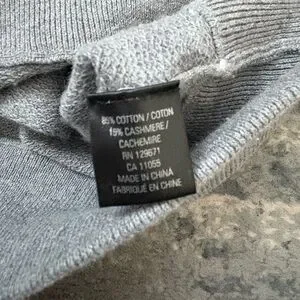 85% COTTON / COTON
15% CASHMERE /
CACHEMIRE
RN 129671
CA 11055
MADE IN CHINA
FABRIQUÉ EN CHINE